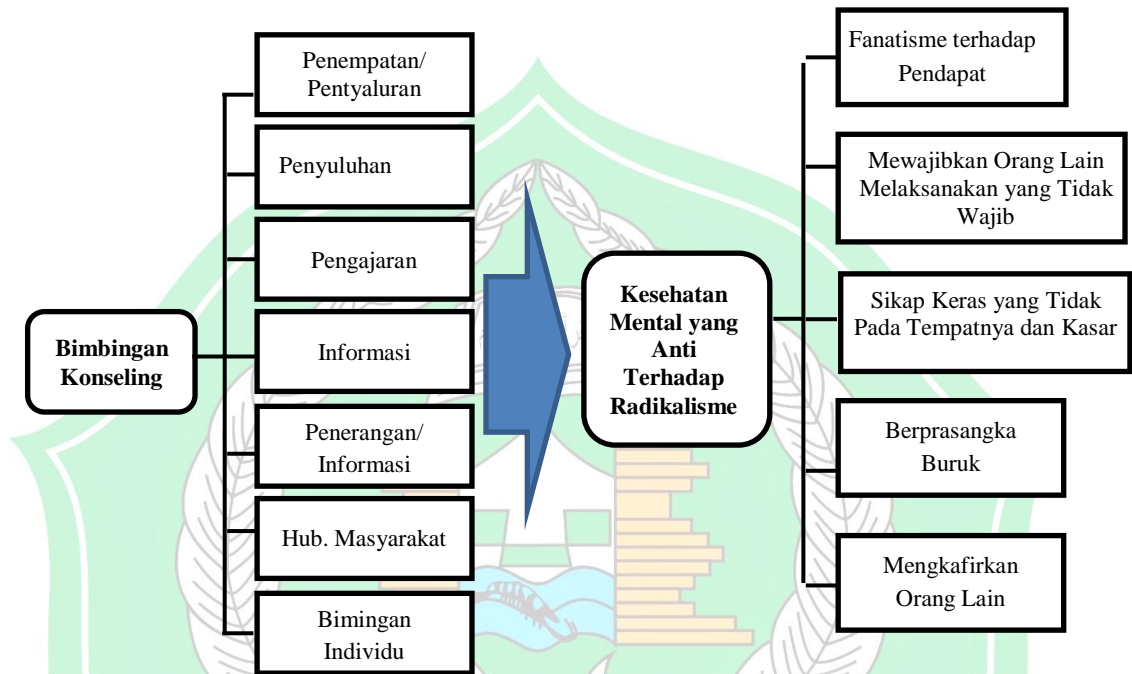 Bimbingan
Konseling
Penempatan/
Pentyaluran
Penyuluhan
Pengajaran
Informasi
Penerangan/
Informasi
Hub. Masyarakat
Bimingan
Individu
Kesehatan
Mental yang
Anti
Terhadap
Radikalisme
Fanatisme terhadap
Pendapat
Mewajibkan Orang Lain
Melaksanakan yang Tidak
Wajib
Sikap Keras yang Tidak
Pada Tempatnya dan Kasar
Berprasangka
Buruk
Mengkafirkan
Orang Lain